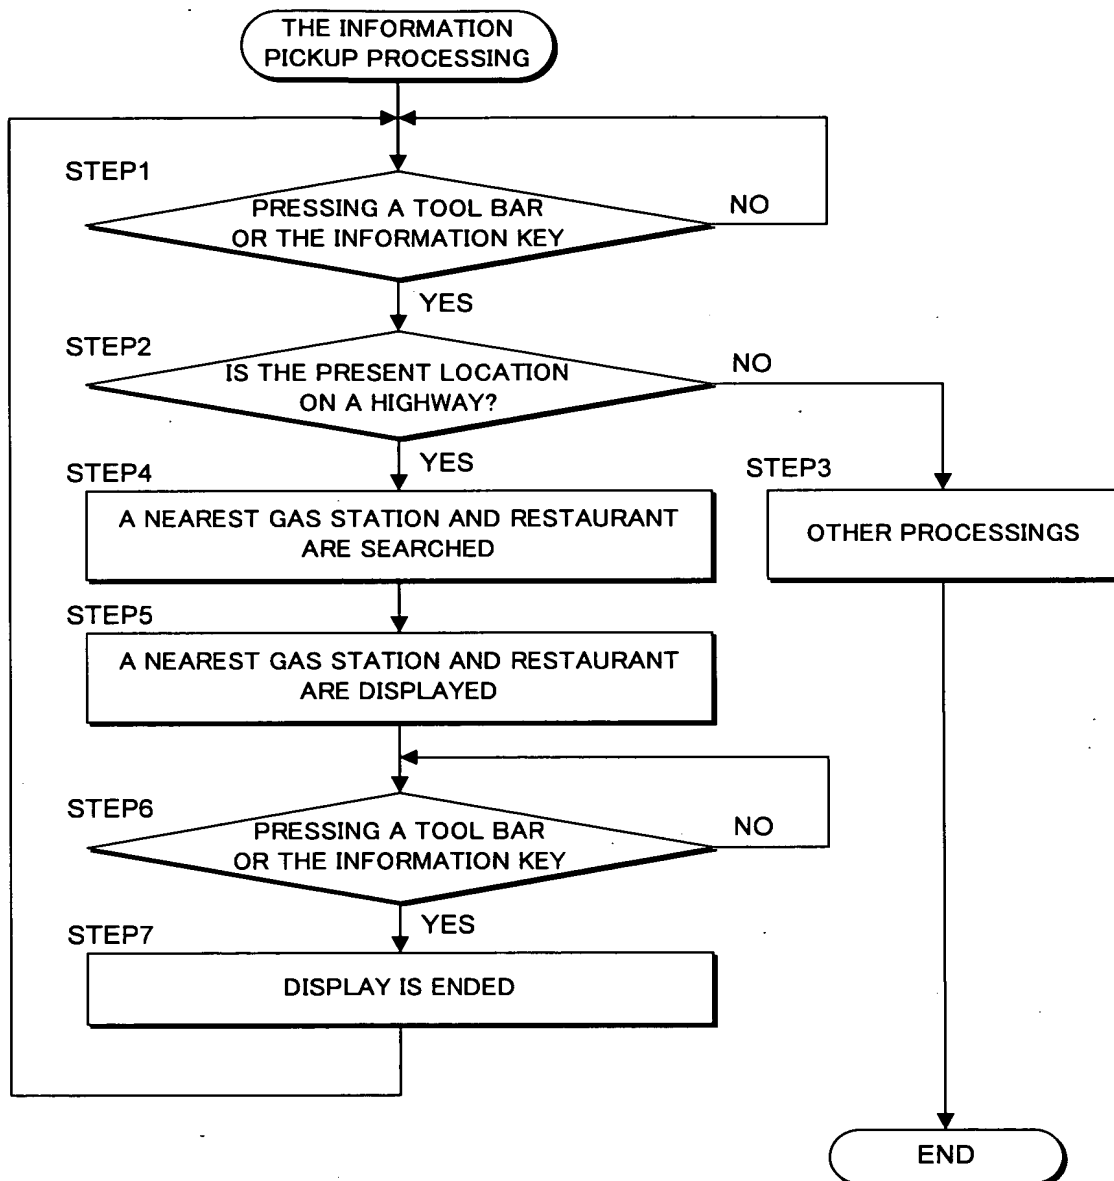 THE INFORMATION
PICKUP PROCESSING
STEP1
PRESSING A TOOL BAR
OR THE INFORMATION KEY
NO
YES
STEP2
IS THE PRESENT LOCATION
ON A HIGHWAY?
NO
YES
STEP4
A NEAREST GAS STATION AND RESTAURANT
ARE SEARCHED
STEP3
OTHER PROCESSINGS
STEP5
A NEAREST GAS STATION AND RESTAURANT
ARE DISPLAYED
STEP6
PRESSING A TOOL BAR
OR THE INFORMATION KEY
NO
YES
STEP7
DISPLAY IS ENDED
END